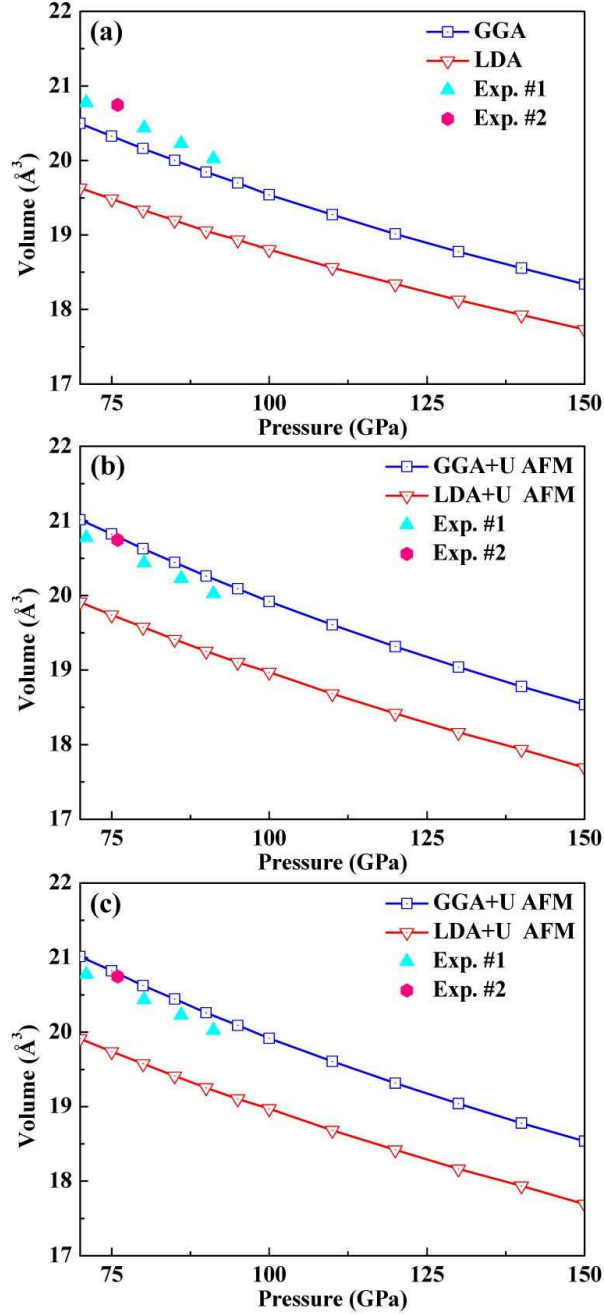 (a)
GGA
LDA
Exp. #1
Exp. #2
22
21
20
19
18
17
Volume (Å³)
75 100 125 150
Pressure (GPa)
(b)
GGA+U AFM
LDA+U AFM
Exp. #1
Exp. #2
22
21
20
19
18
17
Volume (Å³)
75 100 125 150
Pressure (GPa)
(c)
GGA+U AFM
LDA+U AFM
Exp. #1
Exp. #2
22
21
20
19
18
17
Volume (Å³)
75 100 125 150
Pressure (GPa)